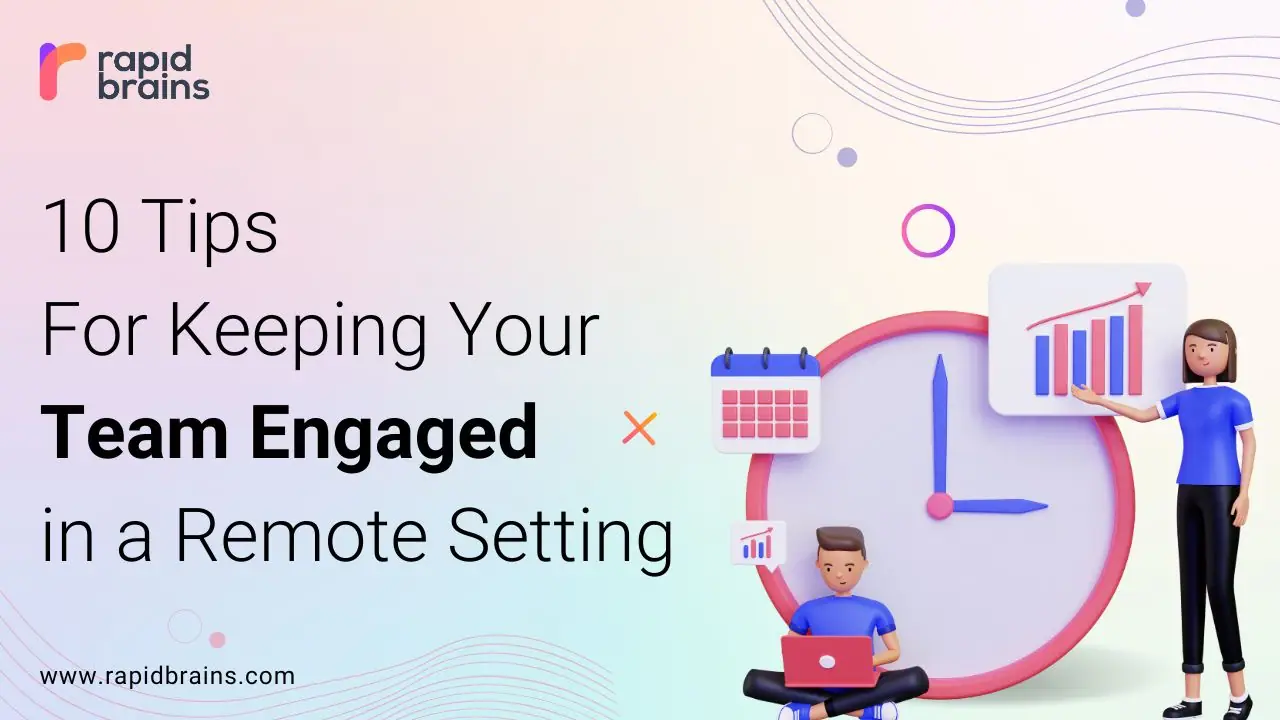 rapid
brains
10 Tips
For Keeping Your
Team Engaged
in a Remote Setting
www.rapidbrains.com